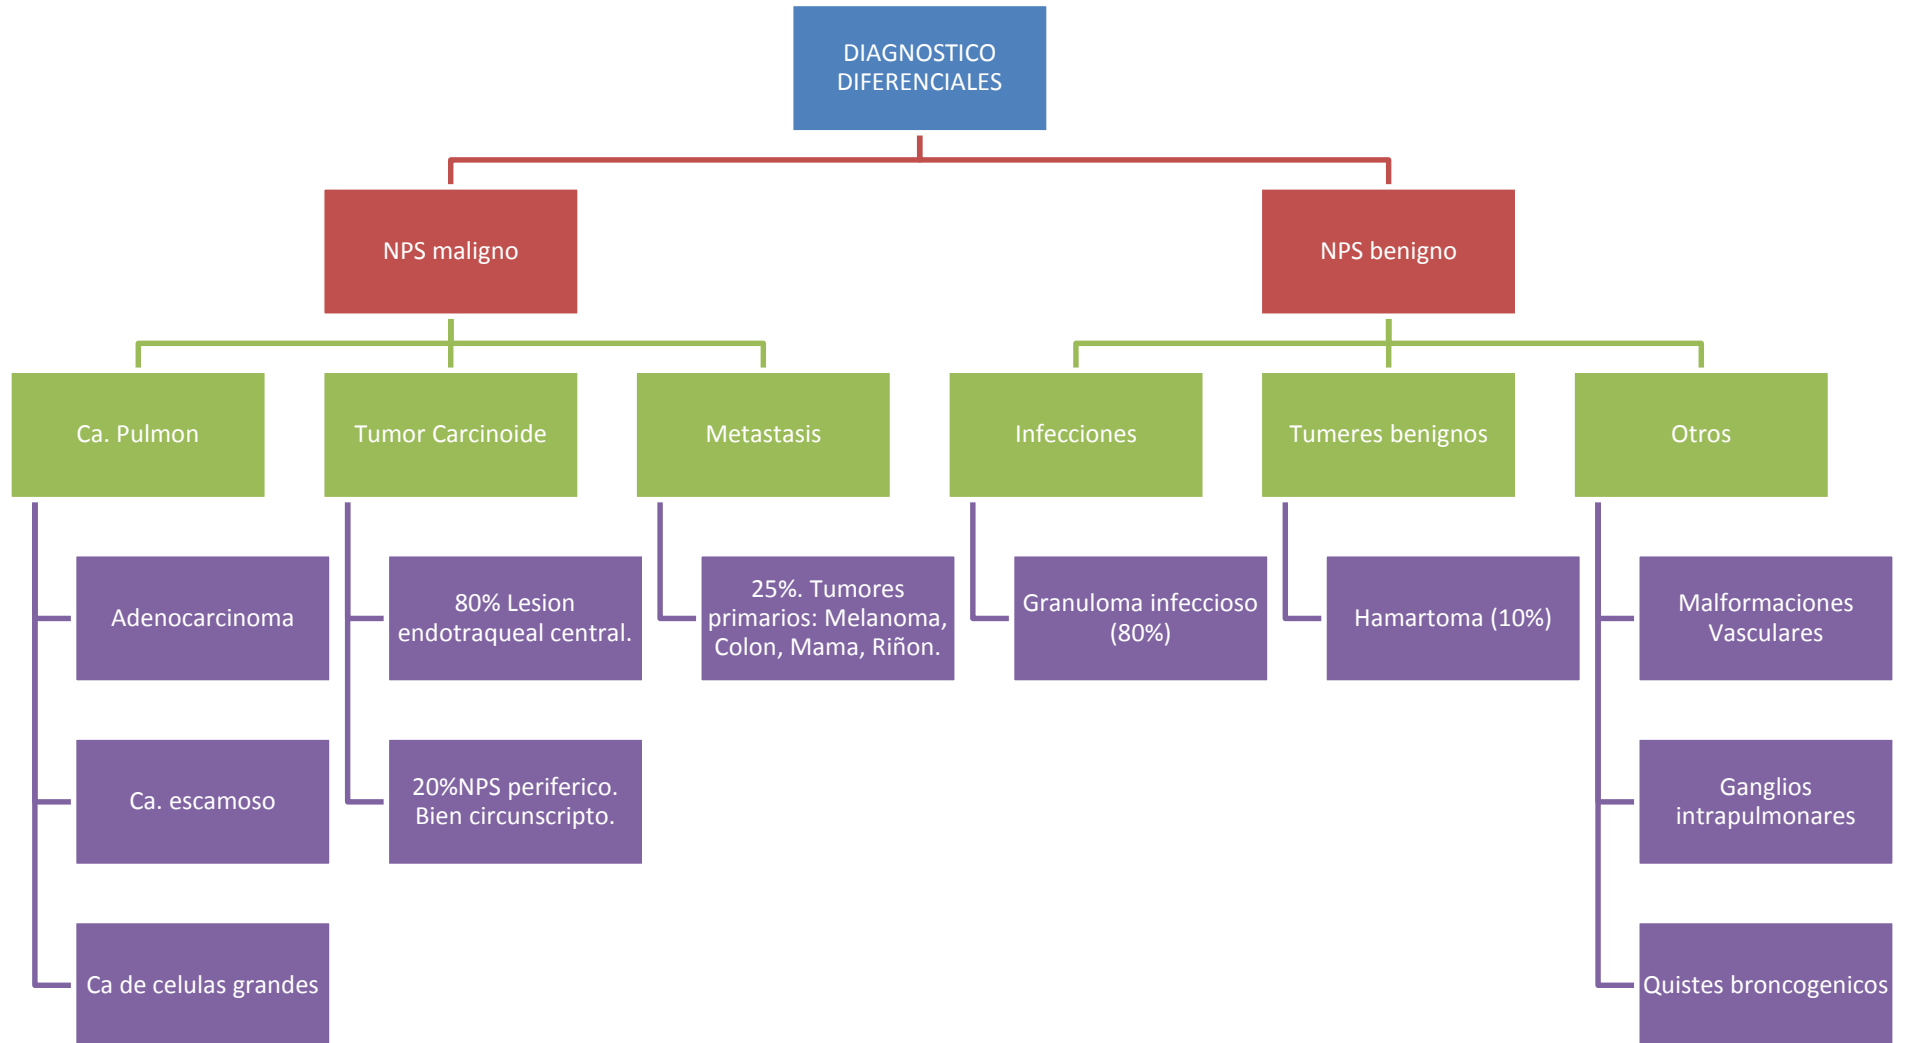 DIAGNOSTICO
DIFERENCIALES
NPS maligno
NPS benigno
Ca. Pulmon
Tumor Carcinoide
Metastasis
Infecciones
Tumeres benignos
Otros
Adenocarcinoma
80% Lesion
endotraqueal central.
25%. Tumores
primarios: Melanoma,
Colon, Mama, Riñon.
Granuloma infeccioso
(80%)
Hamartoma (10%)
Malformaciones
Vasculares
Ca. escamoso
20%NPS periferico.
Bien circunscripto.
Ganglios
intrapulmonares
Ca de celulas grandes
Quistes broncogenicos